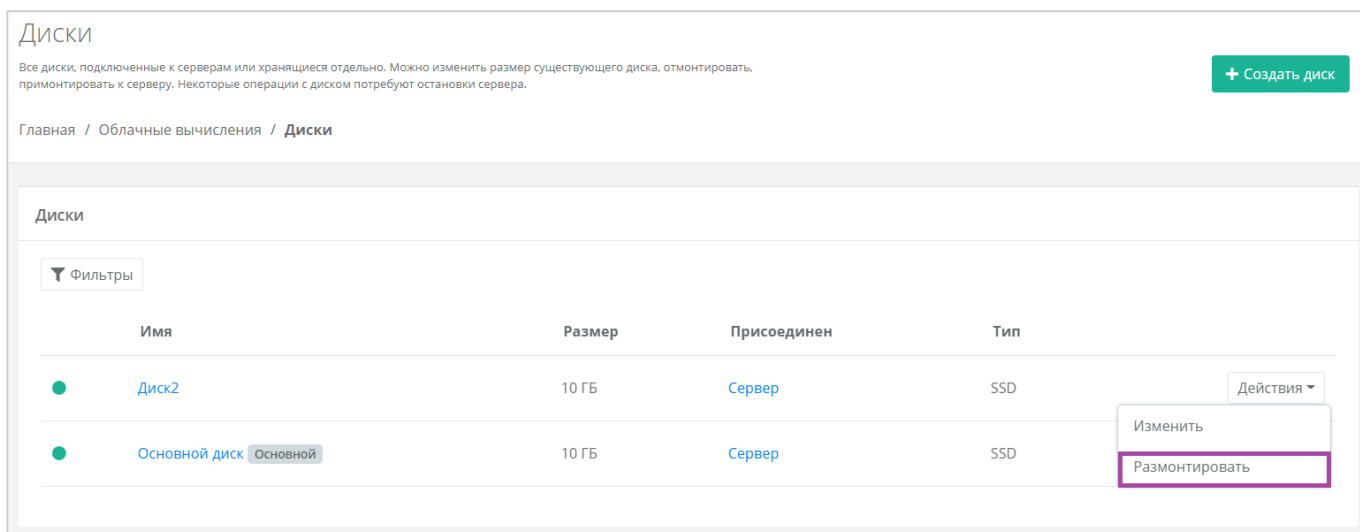 Диски
Все диски, подключенные к серверам или хранящиеся отдельно. Можно изменить размер существующего диска, отмонтировать,
примонтировать к серверу. Некоторые операции с диском потребуют остановки сервера.
+ Создать диск
Главная / Облачные вычисления / Диски
Диски
Фильтры
Имя Размер Присоединен Тип
Диск2 10 ГБ Сервер SSD Действия
Изменить
Основной диск Основной 10 ГБ Сервер SSD
Размонтировать